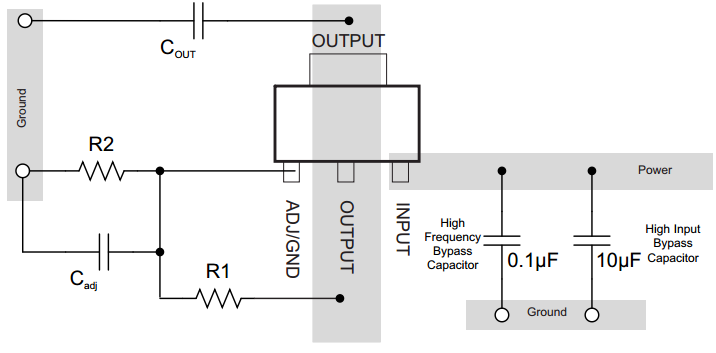 OUTPUT
COUT
Ground
R2
Power
ADJ/GND
OUTPUT
INPUT
High
Frequency
Bypass
Capacitor
0.1µF
10µF
High Input
Bypass
Capacitor
Cadj
R1
Ground